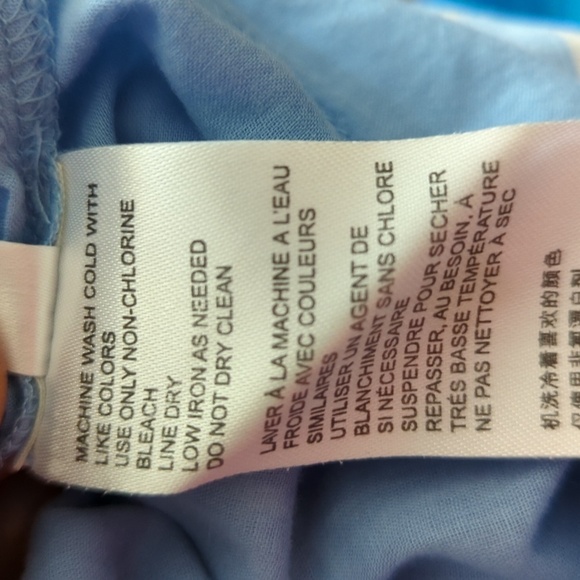 MACHINE WASH COLD WITH
LIKE COLORS
USE ONLY NON-CHLORINE
BLEACH
LINE DRY
LOW IRON AS NEEDED
DO NOT DRY CLEAN
LAVER À LA MACHINE A L'EAU
FROIDE AVEC COULEURS
SIMILAIRES
UTILISER UN AGENT DE
BLANCHIMENT SANS CHLORE
SI NÉCESSAIRE
SUSPENDRE POUR SECHER
REPASSER, AU BESOIN, À
TRÉS BASSE TEMPÉRATURE
NE PAS NETTOYER À SEC
机洗冷着喜欢的颜色